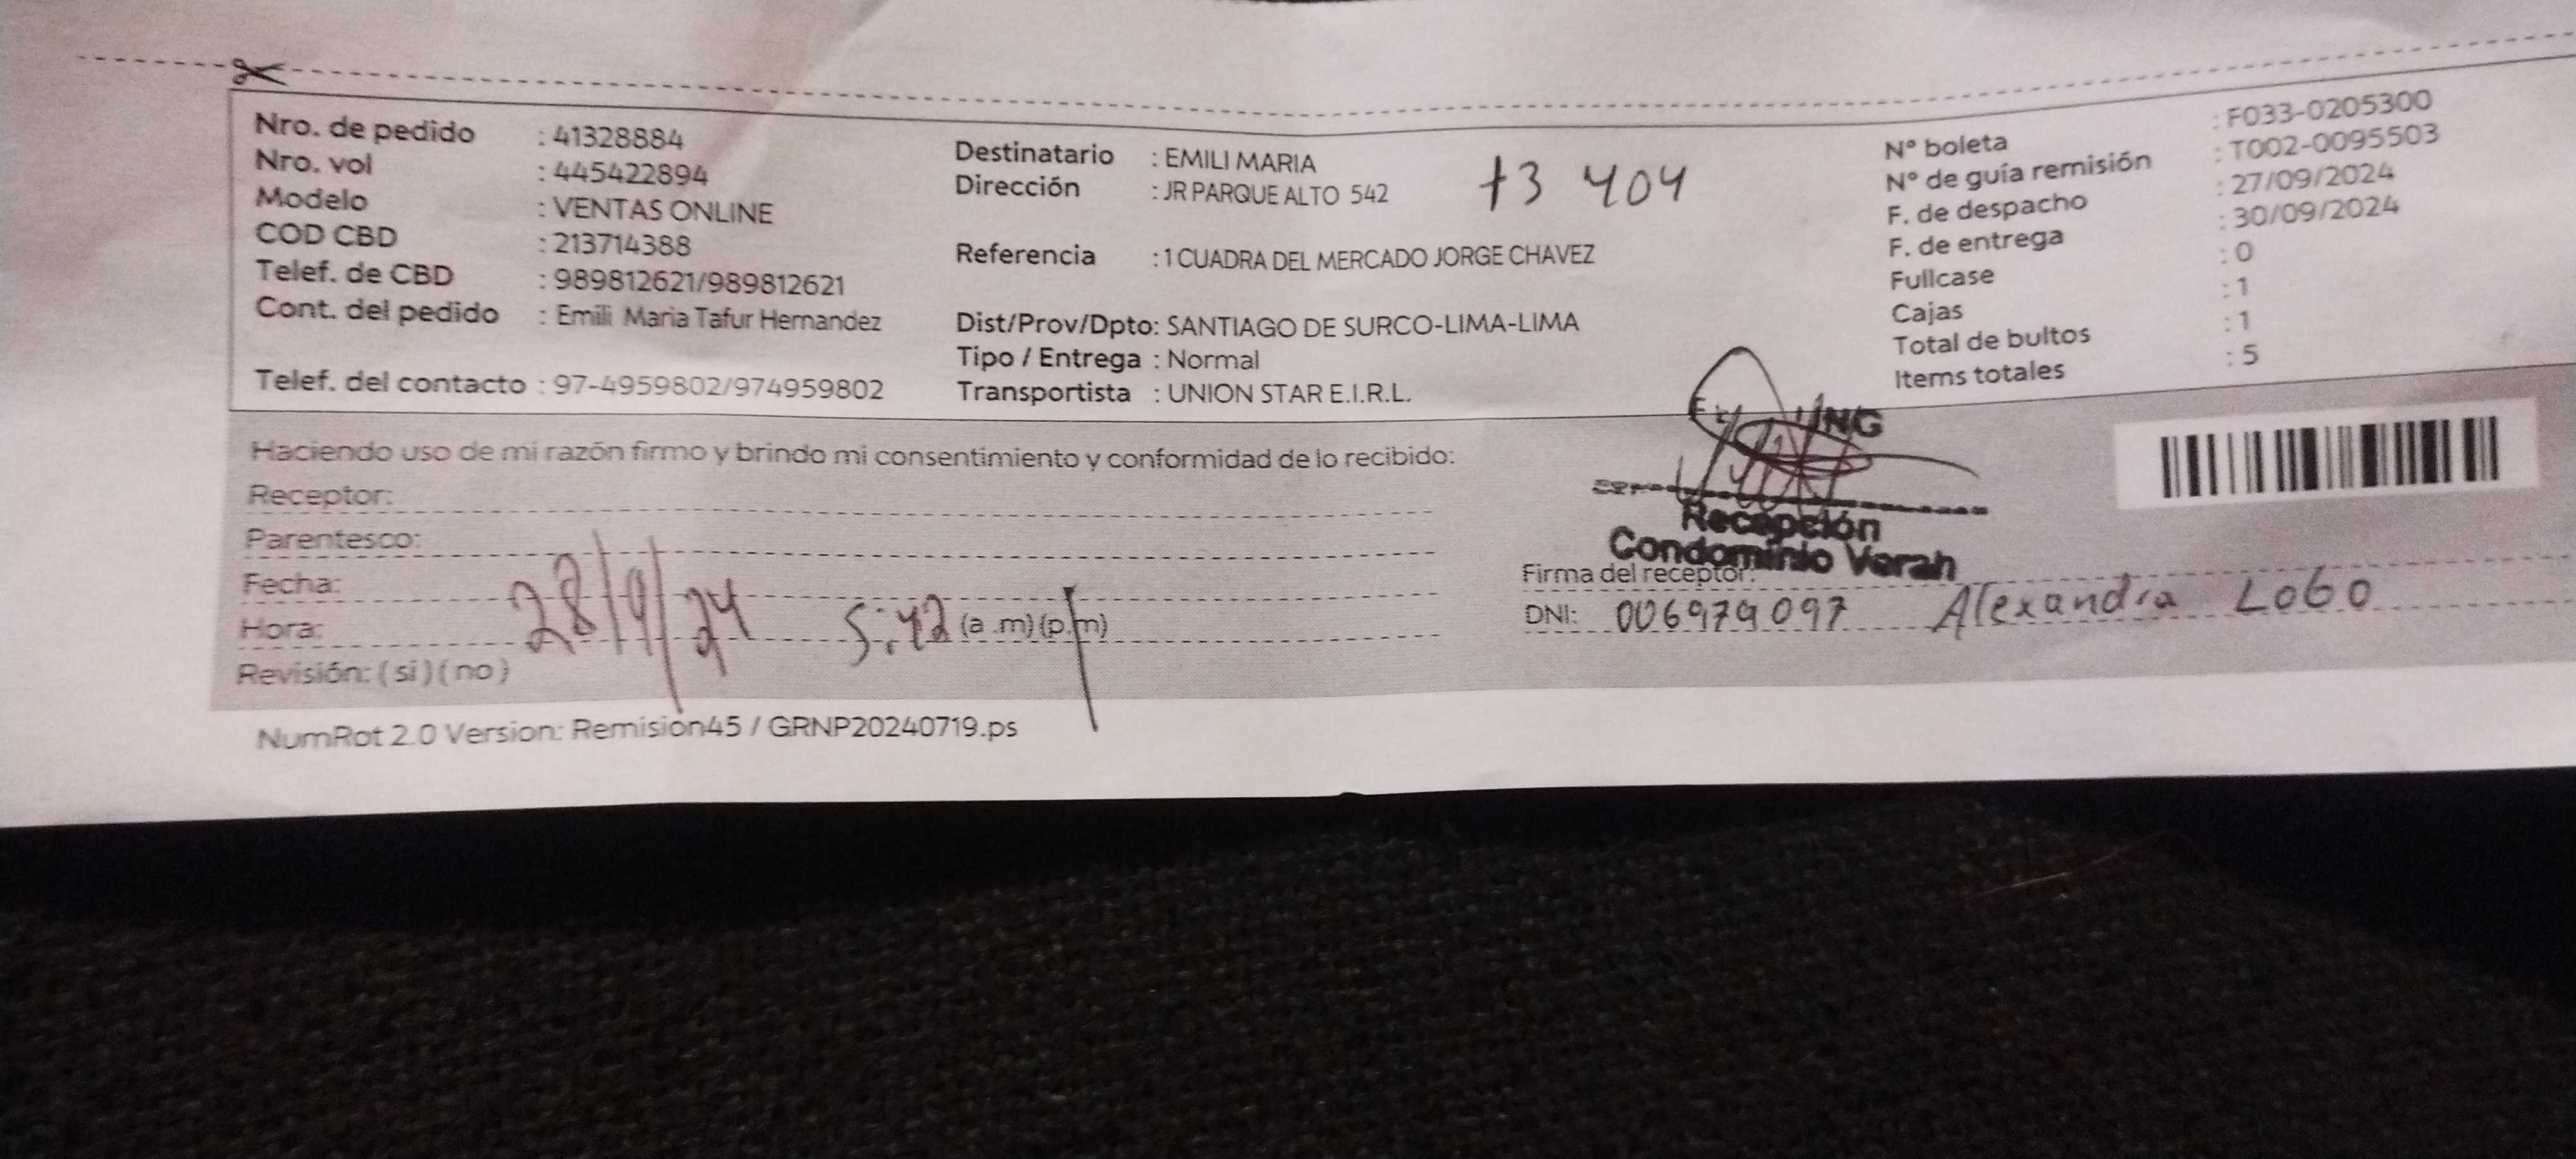 Nro. de pedido : 41328884
Nro. vol : 445422894
Modelo : VENTAS ONLINE
COD CBD : 213714388
Telef. de CBD : 989812621/989812621
Cont. del pedido : Emili Maria Tafur Hernandez
Telef. del contacto : 97-4959802/974959802
Destinatario : EMILI MARIA
Dirección : JR PARQUE ALTO 542
t3 404
Referencia : 1 CUADRA DEL MERCADO JORGE CHAVEZ
Dist/Prov/Dpto: SANTIAGO DE SURCO-LIMA-LIMA
Tipo / Entrega : Normal
Transportista : UNION STAR E.I.R.L.
N° boleta : F033-0205300
N° de guía remisión : T002-0095503
F. de despacho : 27/09/2024
F. de entrega : 30/09/2024
Fullcase : 0
Cajas : 1
Total de bultos : 1
Items totales : 5
Haciendo uso de mi razón firmo y brindo mi consentimiento y conformidad de lo recibido:
Receptor:
Parentesco:
Fecha: 28/9/24
Hora: 5:42 (a .m) (p.m)
Revisión: ( si ) ( no )
Recepción
Condominio Verah
Firma del receptor:
DNI: 006979097 Alexandra Lobo
NumRot 2.0 Version: Remision45 / GRNP20240719.ps